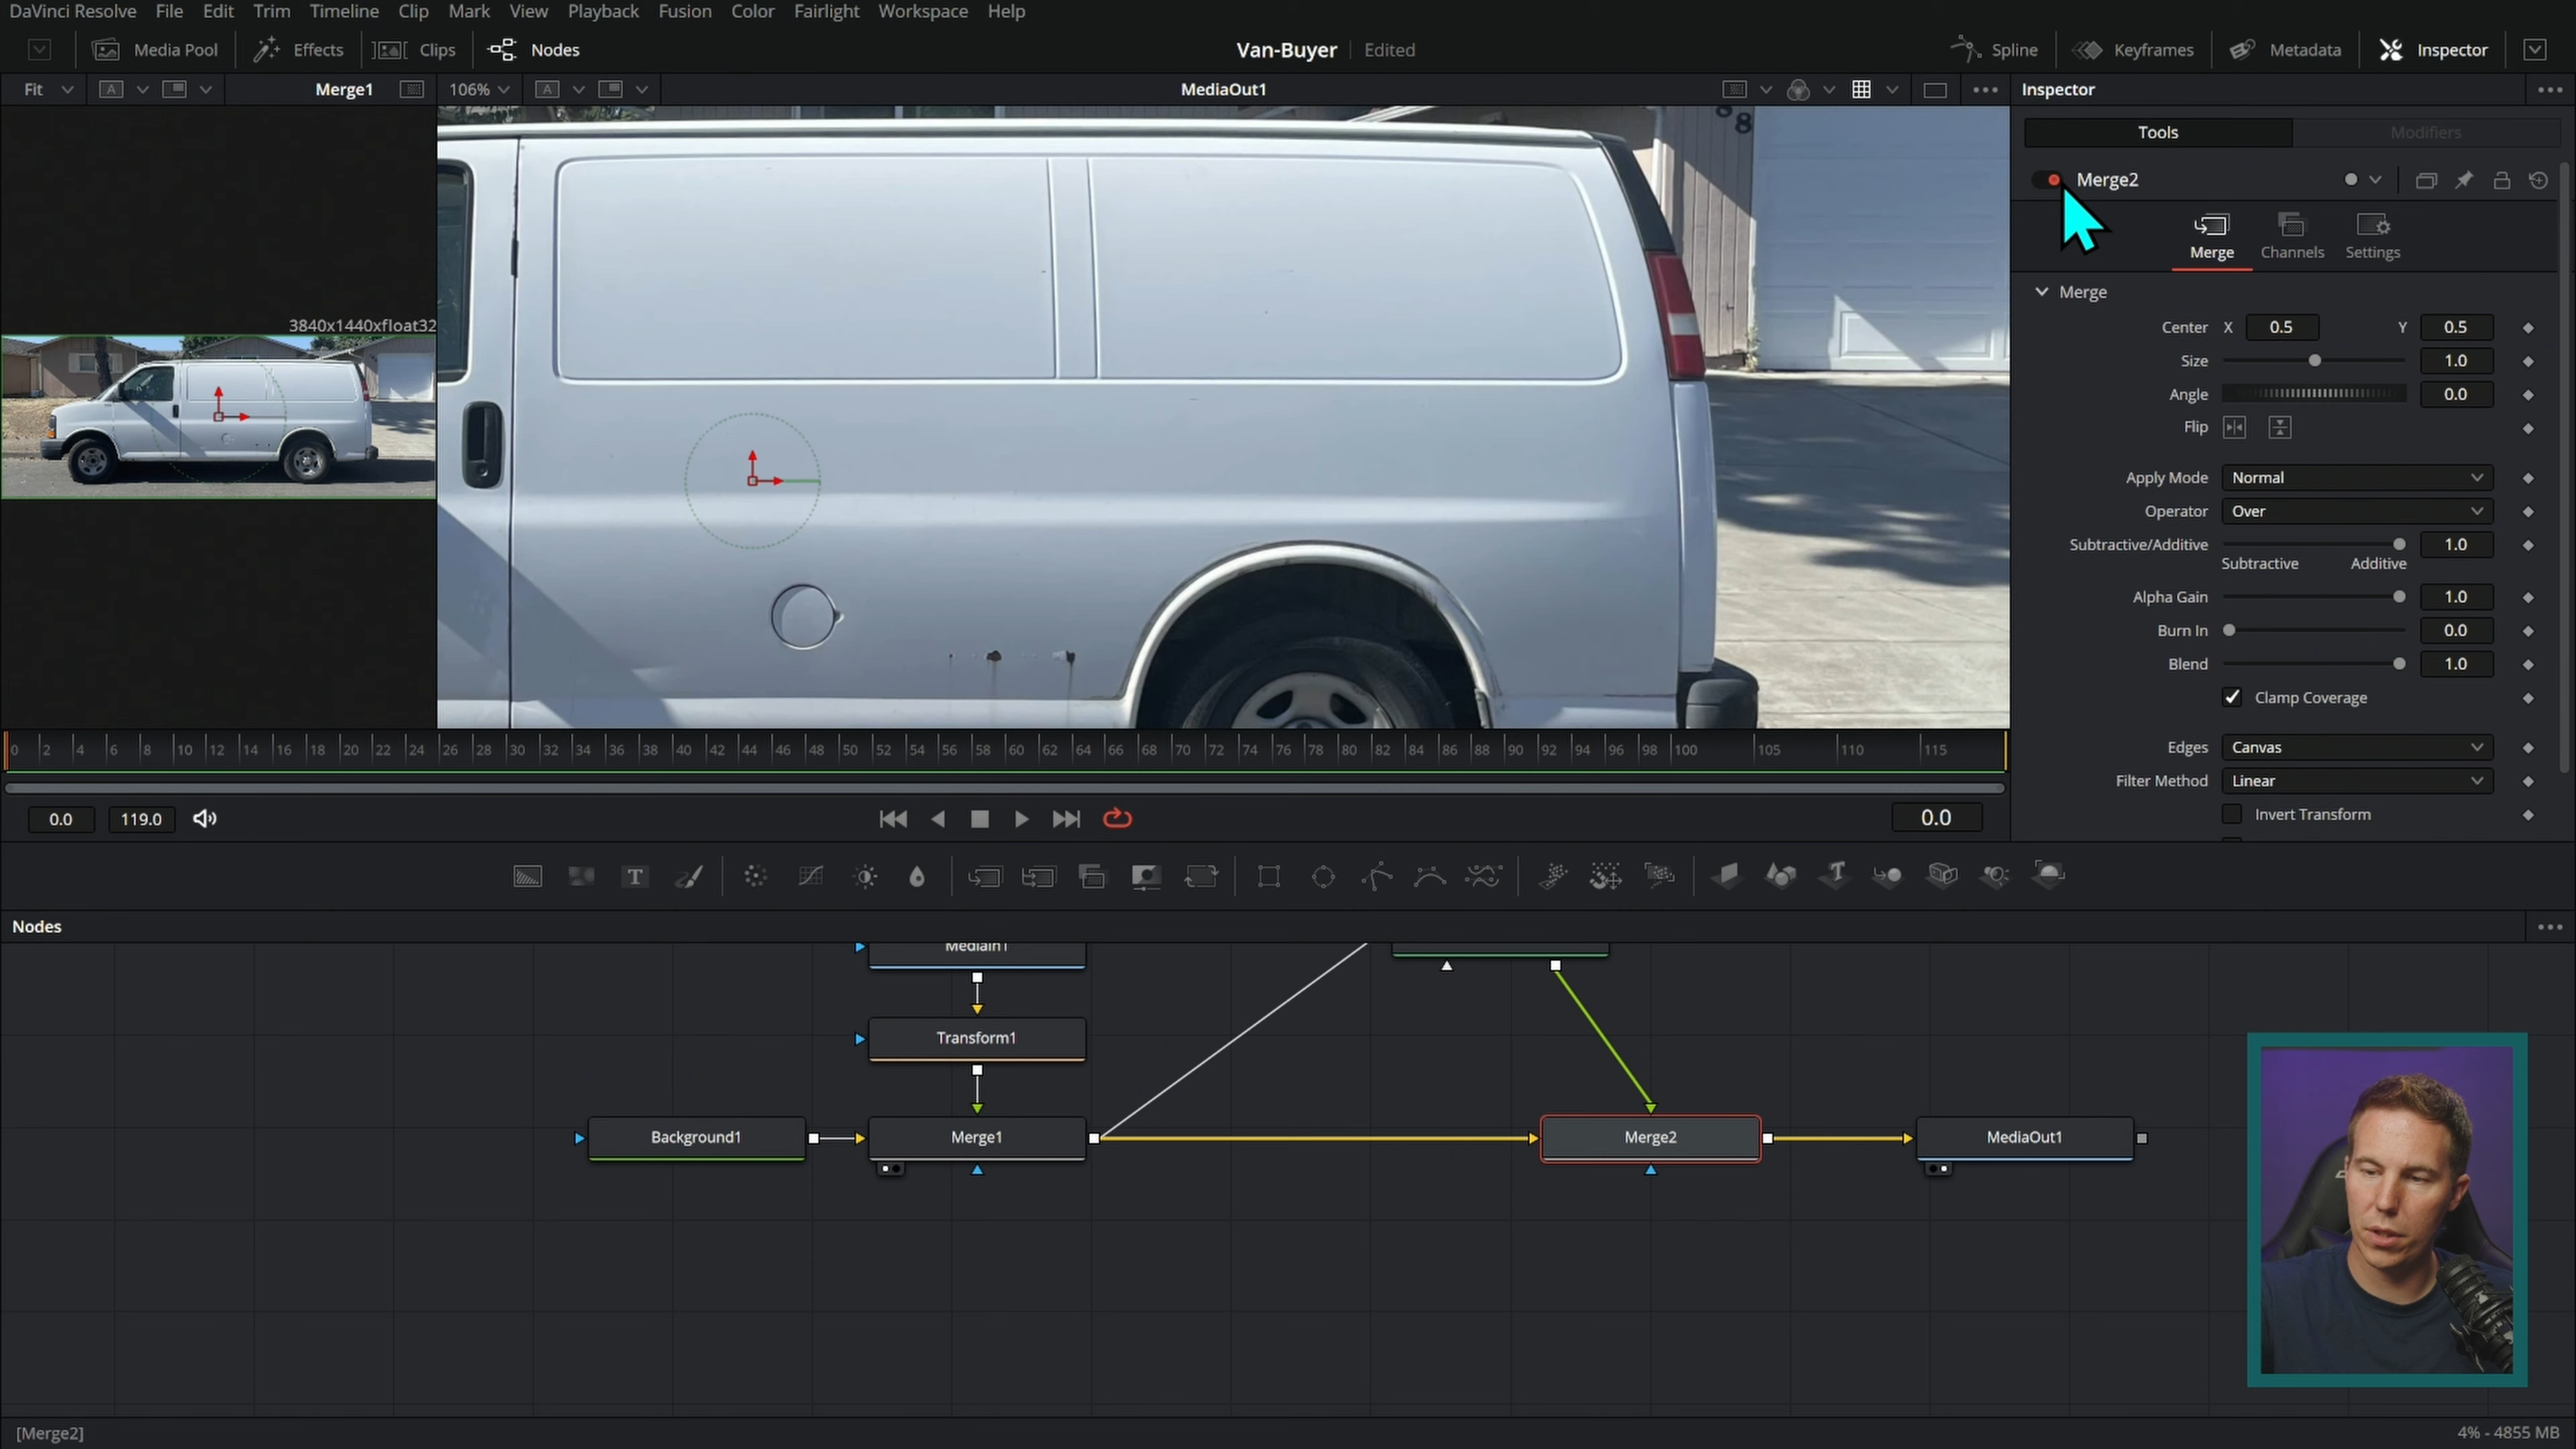 DaVinci Resolve File Edit Trim Timeline Clip Mark View Playback Fusion Color Fairlight Workspace Help
Media Pool Effects Clips Nodes Van-Buyer Edited Spline Keyframes Metadata Inspector
Fit A Merge1 106% A MediaOut1 Inspector
Tools Modifiers
Merge2
Merge Channels Settings
Merge
3840x1440xfloat32
Center X 0.5 Y 0.5
Size 1.0
Angle 0.0
Flip
Apply Mode Normal
Operator Over
Subtractive/Additive 1.0
Subtractive Additive
Alpha Gain 1.0
Burn In 0.0
Blend 1.0
Clamp Coverage
Edges Canvas
Filter Method Linear
Invert Transform
0 2 4 6 8 10 12 14 16 18 20 22 24 26 28 30 32 34 36 38 40 42 44 46 48 50 52 54 56 58 60 62 64 66 68 70 72 74 76 78 80 82 84 86 88 90 92 94 96 98 100 105 110 115
0.0 119.0 0.0
T T
Nodes
MediaIn1
Transform1
Background1 Merge1 Merge2 MediaOut1
[Merge2] 4% - 4855 MB